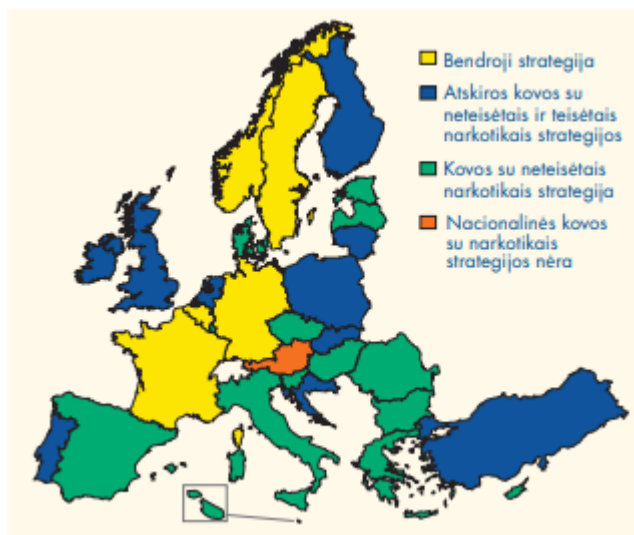 Bendroji strategija
Atskiros kovos su
neteisėtais ir teisėtais
narkotikais strategijos
Kovos su neteisėtais
narkotikais strategija
Nacionalinės kovos
su narkotikais
strategijos nėra